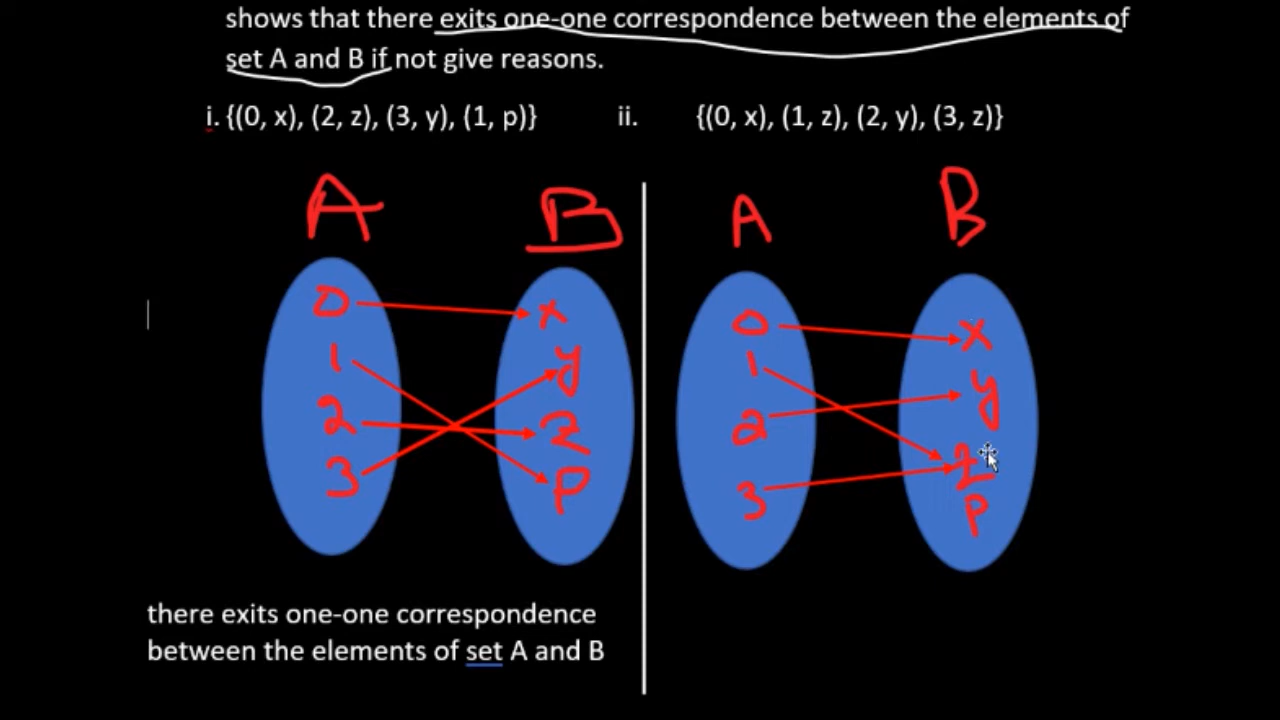 shows that there exits one-one correspondence between the elements of
set A and B if not give reasons.
i. {(0, x), (2, z), (3, y), (1, p)} ii. {(0, x), (1, z), (2, y), (3, z)}
A B A B
0 x 0 x
1 y 1 y
2 z 2 z
3 p 3 p
there exits one-one correspondence
between the elements of set A and B